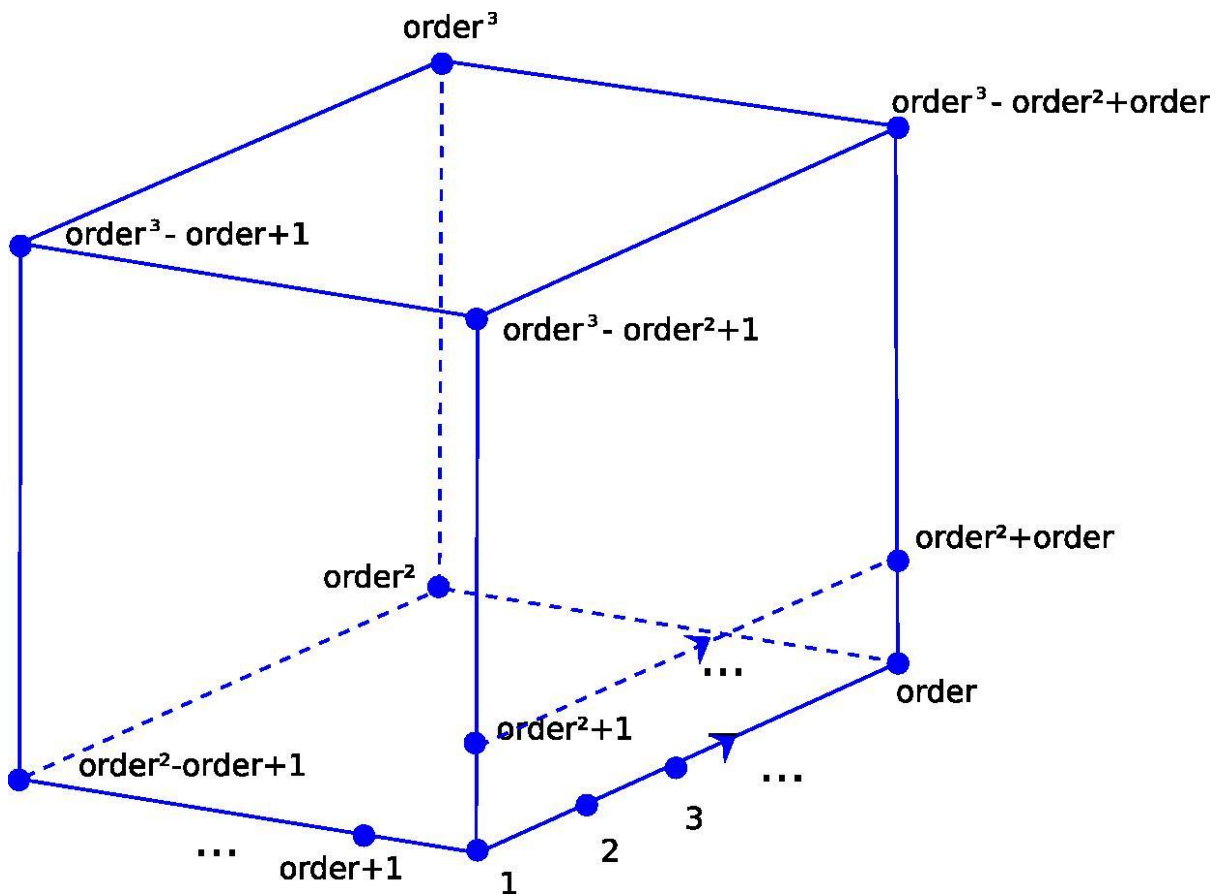 order³
order³ - order²+order
order³ - order+1
order³ - order²+1
order²+order
order²
...
order
order²+1
order²-order+1
...
3
2
...
order+1
1